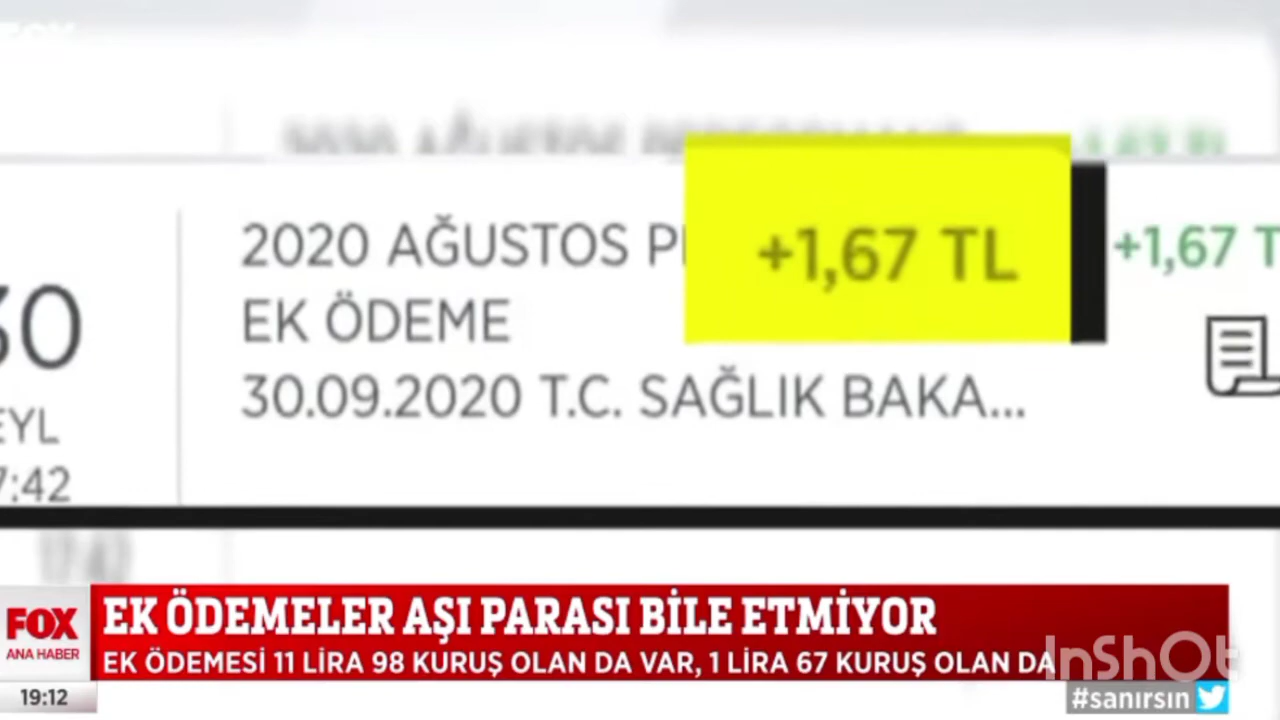 2020 AĞUSTOS P
+1,67 TL
+1,67 T
EK ÖDEME
30.09.2020 T.C. SAĞLIK BAKA...
30
EYL
7:42
FOX
ANA HABER
19:12
EK ÖDEMELER AŞI PARASI BİLE ETMİYOR
EK ÖDEMESİ 11 LİRA 98 KURUŞ OLAN DA VAR, 1 LİRA 67 KURUŞ OLAN DA
InShOt
#sanırsın